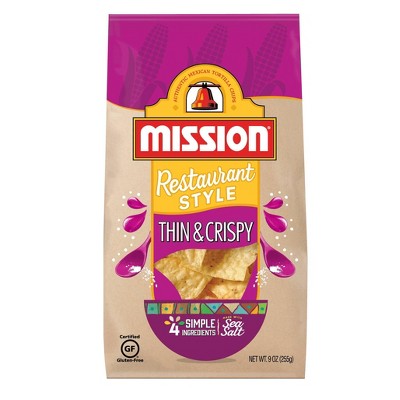 AUTHENTIC MEXICAN TORTILLA CHIPS
MISSION®
Restaurant
STYLE
THIN & CRISPY
4 SIMPLE
INGREDIENTS
MADE WITH
Sea
Salt
Certified
GF
Gluten-Free
NET WT. 9 OZ. (255g)